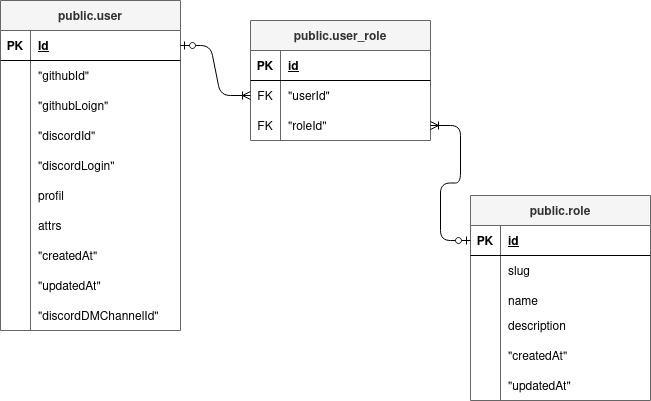 public.user
PK Id
"githubId"
"githubLoign"
"discordId"
"discordLogin"
profil
attrs
"createdAt"
"updatedAt"
"discordDMChannelId"
public.user_role
PK id
FK "userId"
FK "roleId"
public.role
PK id
slug
name
description
"createdAt"
"updatedAt"